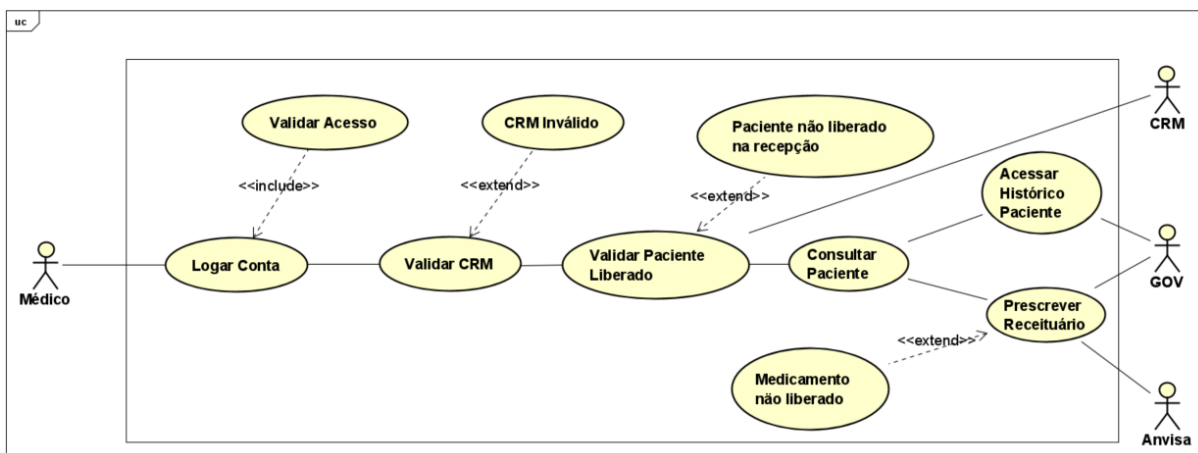 uc
Validar Acesso
CRM Inválido
Paciente não liberado
na recepção
CRM
<<include>>
<<extend>>
<<extend>>
Acessar
Histórico
Paciente
Médico
Logar Conta
Validar CRM
Validar Paciente
Liberado
Consultar
Paciente
GOV
Prescrever
Receituário
<<extend>>
Medicamento
não liberado
Anvisa